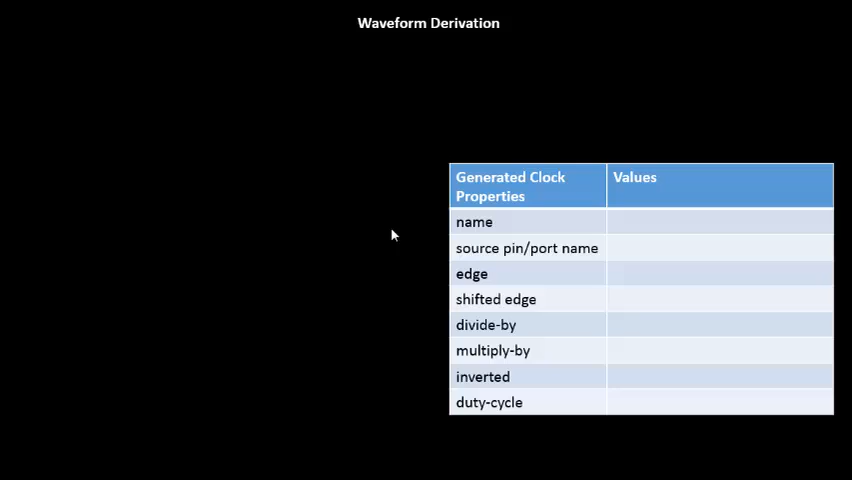 Waveform Derivation
Generated Clock Values
Properties
name
source pin/port name
edge
shifted edge
divide-by
multiply-by
inverted
duty-cycle